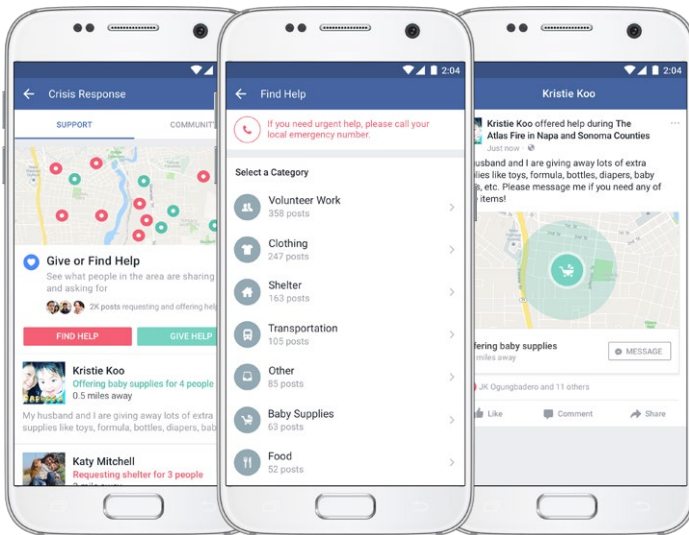 Crisis Response
SUPPORT
COMMUNITY
Give or Find Help
See what people in the area are sharing
and asking for
2K posts requesting and offering help
FIND HELP
GIVE HELP
Kristie Koo
Offering baby supplies for 4 people
0.5 miles away
My husband and I are giving away lots of extra
supplies like toys, formula, bottles, diapers, bab
Katy Mitchell
Requesting shelter for 3 people
2:04
Find Help
If you need urgent help, please call your
local emergency number.
Select a Category
Volunteer Work
358 posts
Clothing
247 posts
Shelter
163 posts
Transportation
105 posts
Other
85 posts
Baby Supplies
63 posts
Food
52 posts
2:04
Kristie Koo
Kristie Koo offered help during The
Atlas Fire in Napa and Sonoma Counties
Just now
usband and I are giving away lots of extra
plies like toys, formula, bottles, diapers, baby
etc. Please message me if you need any of
items!
fering baby supplies
miles away
MESSAGE
JK Ogungbadero and 11 others
Like
Comment
Share